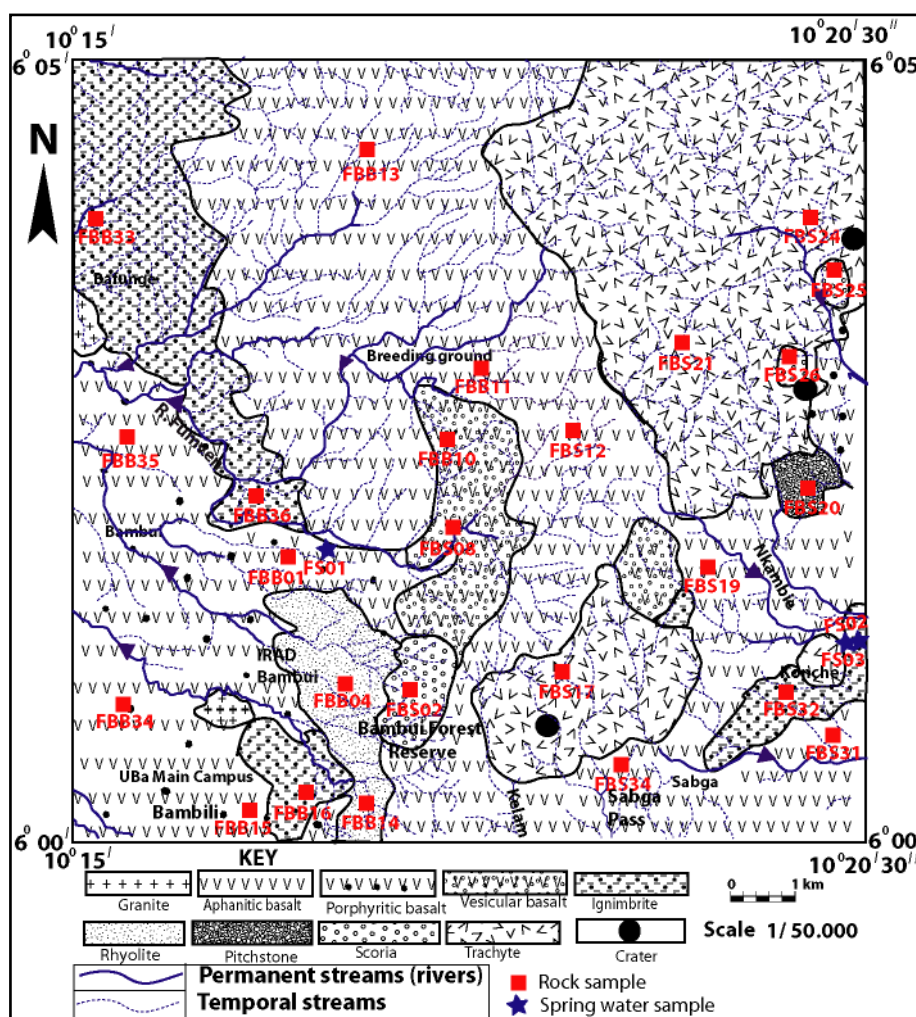 10° 15/ 10° 20/ 30//
6° 05/ 6° 05
N
FBB13
FBB33
FBS24
Batunge
FBS25
FBS21
Breeding ground
FBS26
FBB11
FBB35
FBB10
FBS12
FBB36
FBS20
Bambui
FS01
FBS08
FBB01
Nkambie
FBS19
FS02
IRAD
Bambui
FS03
Konche
FBB04
FBS02
FBS17
FBS32
FBB34
Bambui Forest
Reserve
FBS31
UBa Main Campus
FBS34
Sabga
Bambili
FBB16
Sabga
Pass
Kelam
FBB15
FBB14
6° 00/ 6° 00/
10° 15/ 10° 20/ 30//
KEY
Granite Aphanitic basalt Porphyritic basalt Vesicular basalt Ignimbrite
0 1 km
Rhyolite Pitchstone Scoria Trachyte Crater
Scale 1/ 50.000
Permanent streams (rivers)
Temporal streams
Rock sample
Spring water sample